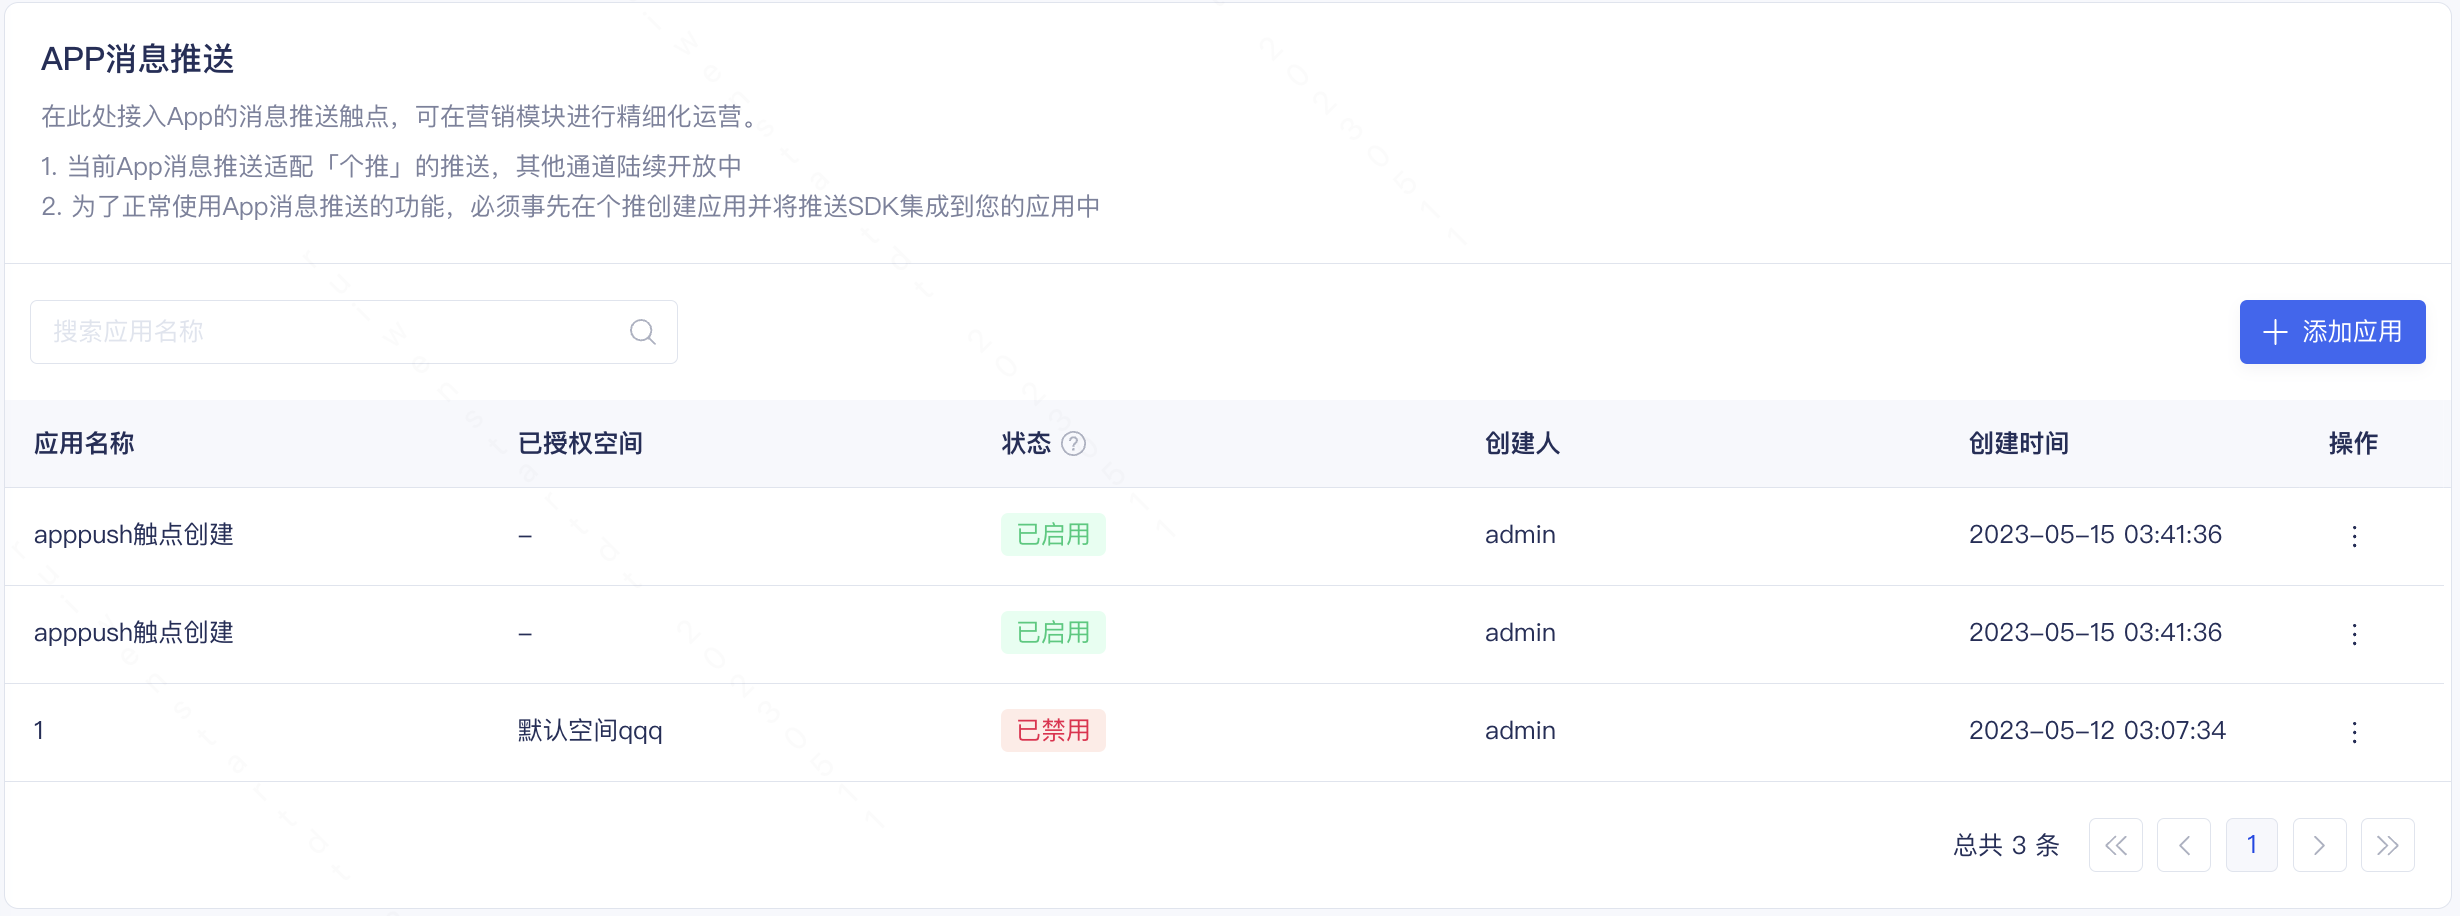 APP消息推送
在此处接入App的消息推送触点，可在营销模块进行精细化运营。
1. 当前App消息推送适配「个推」的推送，其他通道陆续开放中
2. 为了正常使用App消息推送的功能，必须事先在个推创建应用并将推送SDK集成到您的应用中
搜索应用名称
添加应用
应用名称 已授权空间 状态 ? 创建人 创建时间 操作
apppush触点创建 – 已启用 admin 2023–05–15 03:41:36
apppush触点创建 – 已启用 admin 2023–05–15 03:41:36
1 默认空间qqq 已禁用 admin 2023–05–12 03:07:34
总共 3 条 1